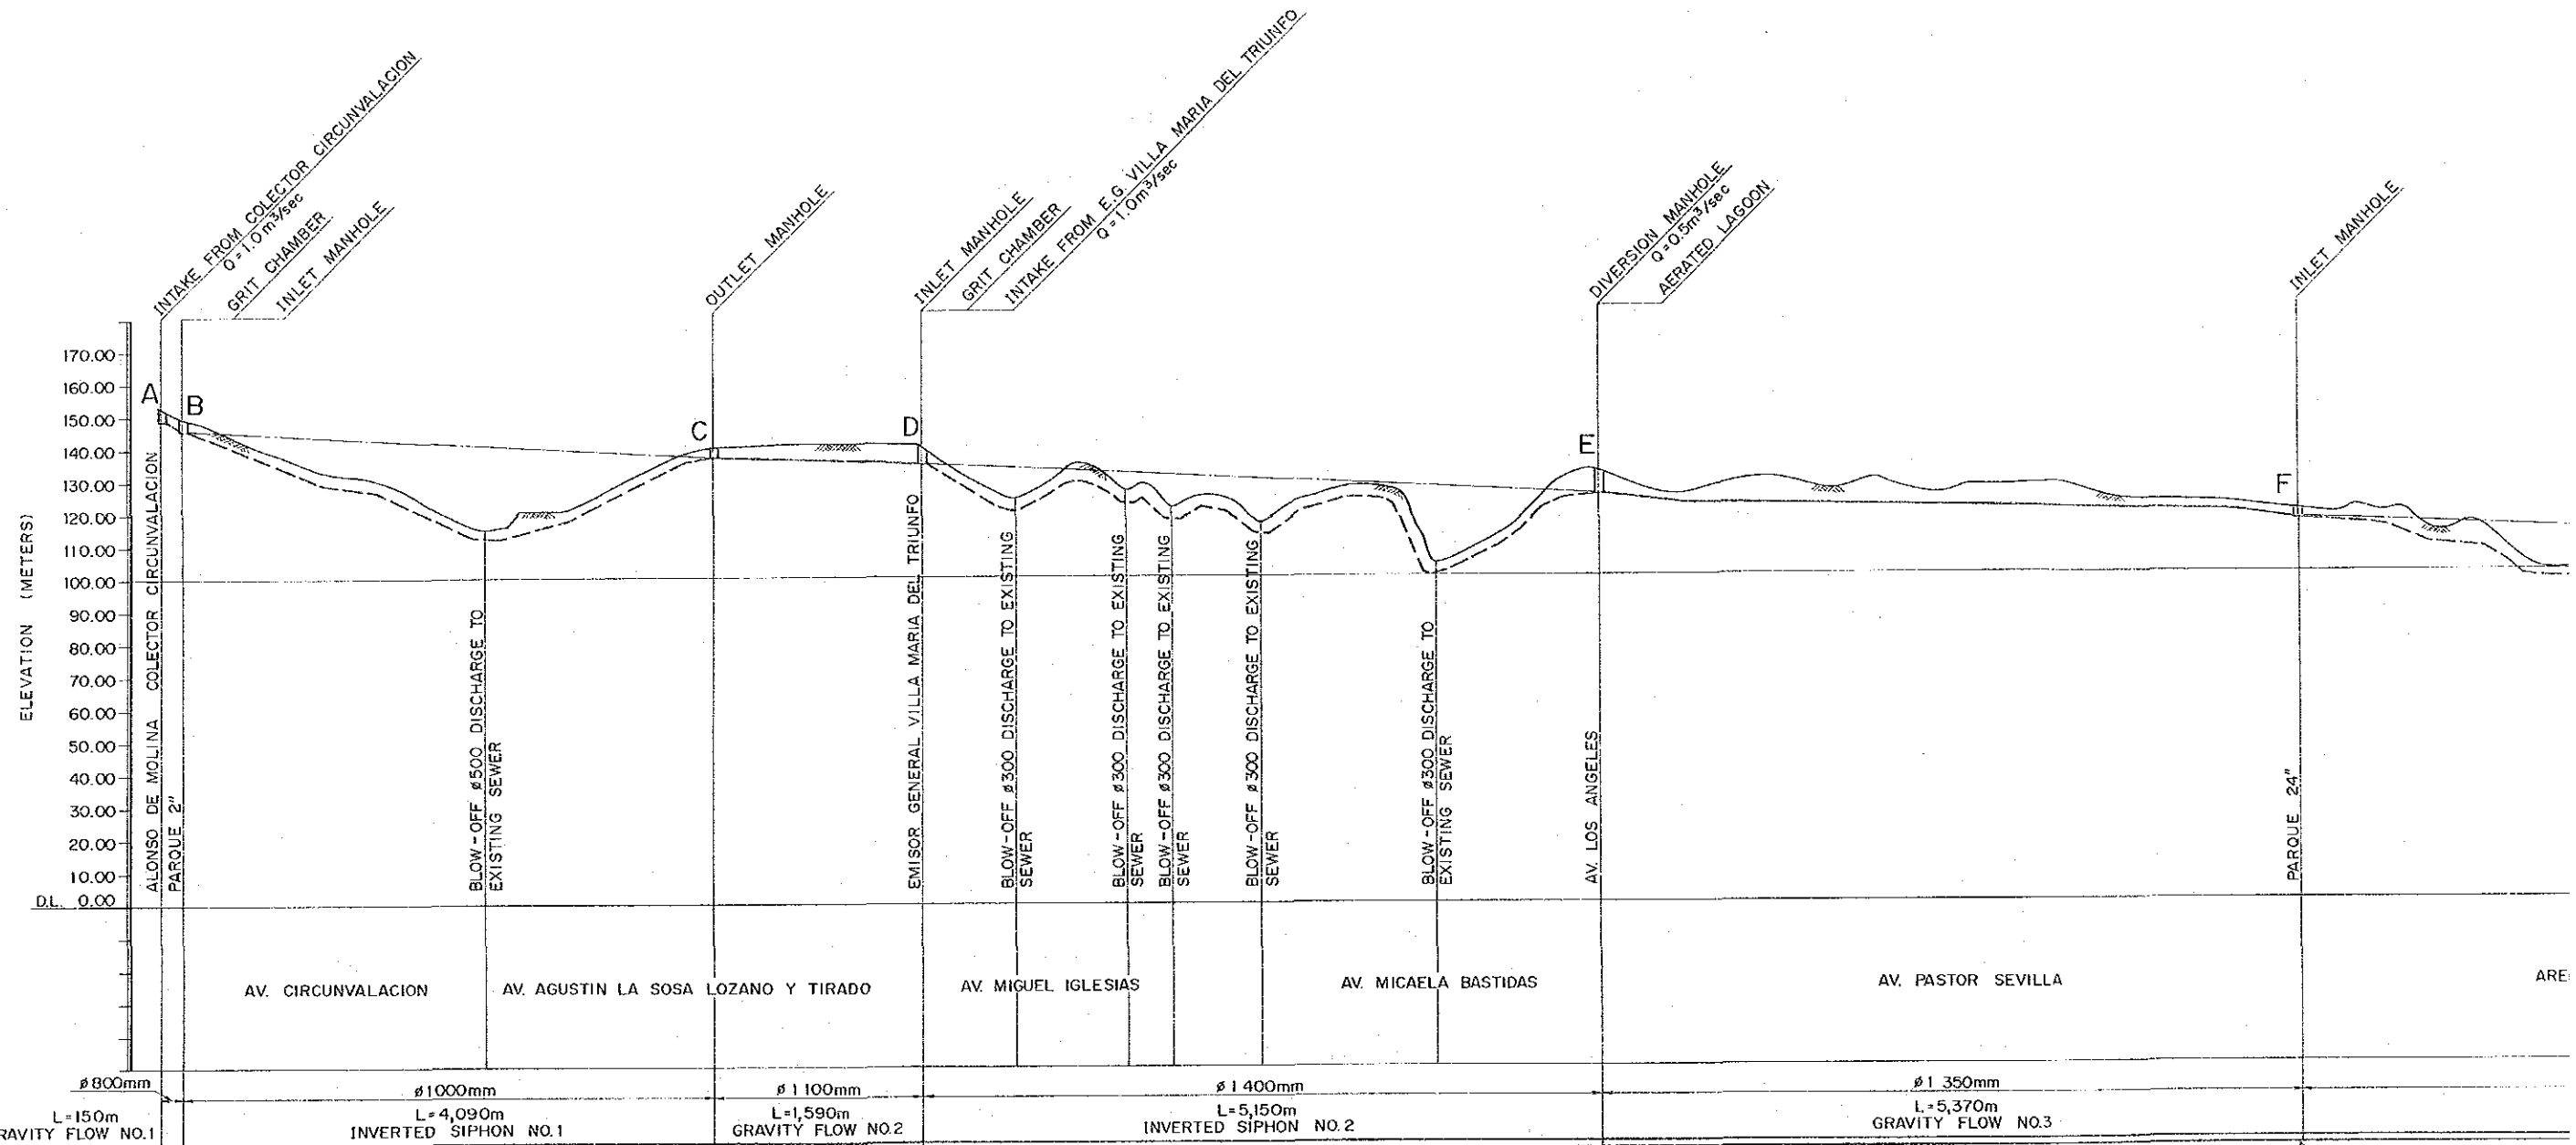 INTAKE FROM COLECTOR CIRCUNVALACION
Q=1.0 m³/sec
GRIT CHAMBER
INLET MANHOLE
OUTLET MANHOLE
INLET MANHOLE
GRIT CHAMBER
INTAKE FROM E.G. VILLA MARIA DEL TRIUNFO
Q=1.0m³/sec
DIVERSION MANHOLE
Q=0.5m³/sec
AERATED LAGOON
INLET MANHOLE
ELEVATION (METERS)
170.00
160.00
150.00
140.00
130.00
120.00
110.00
100.00
90.00
80.00
70.00
60.00
50.00
40.00
30.00
20.00
10.00
D.L. 0.00
A
B
C
D
E
F
ALONSO DE MOLINA COLECTOR CIRCUNVALACION
PARQUE 2"
BLOW-OFF ø500 DISCHARGE TO
EXISTING SEWER
EMISOR GENERAL VILLA MARIA DEL TRIUNFO
BLOW-OFF ø300 DISCHARGE TO EXISTING
SEWER
BLOW-OFF ø300 DISCHARGE TO EXISTING
SEWER
BLOW-OFF ø300 DISCHARGE TO EXISTING
SEWER
BLOW-OFF ø300 DISCHARGE TO EXISTING
SEWER
BLOW-OFF ø300 DISCHARGE TO
EXISTING SEWER
AV. LOS ANGELES
PARQUE 24"
AV. CIRCUNVALACION
AV. AGUSTIN LA SOSA LOZANO Y TIRADO
AV. MIGUEL IGLESIAS
AV. MICAELA BASTIDAS
AV. PASTOR SEVILLA
ARE
ø800mm
L=150m
RAVITY FLOW NO.1
ø1000mm
L=4,090m
INVERTED SIPHON NO.1
ø1100mm
L=1,590m
GRAVITY FLOW NO.2
ø1400mm
L=5,150m
INVERTED SIPHON NO.2
ø1350mm
L=5,370m
GRAVITY FLOW NO.3